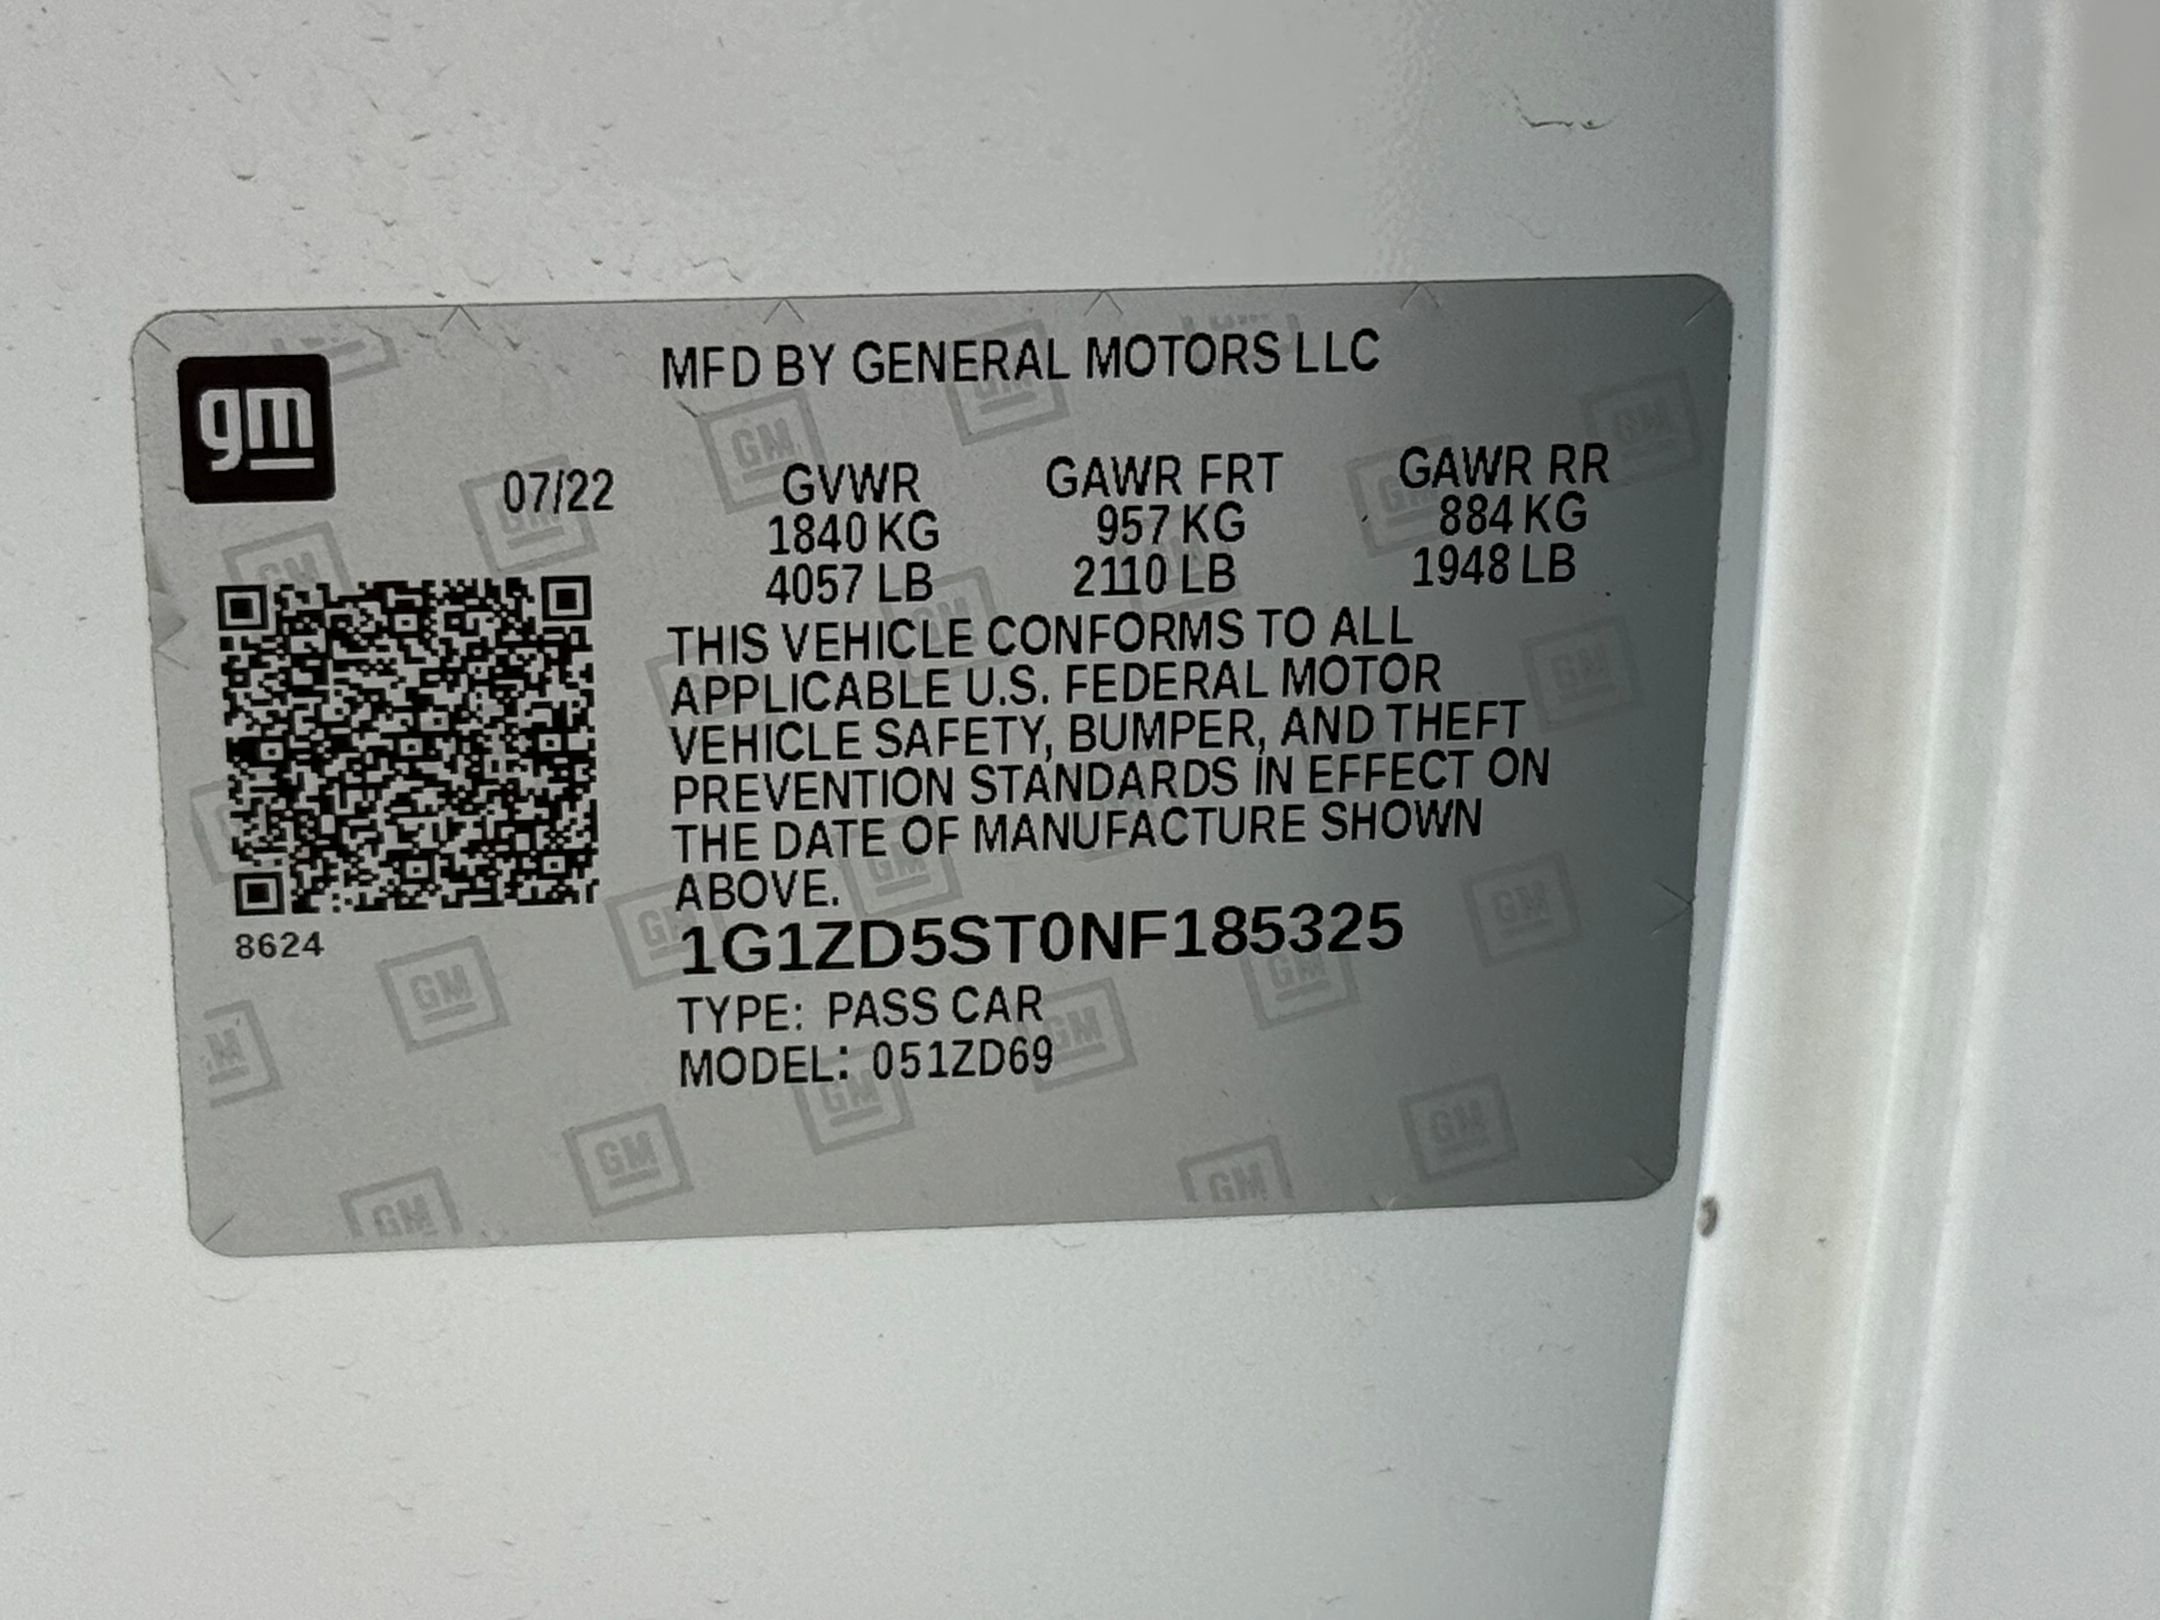 gm
MFD BY GENERAL MOTORS LLC
07/22
GVWR GAWR FRT GAWR RR
1840 KG 957 KG 884 KG
4057 LB 2110 LB 1948 LB
THIS VEHICLE CONFORMS TO ALL
APPLICABLE U.S. FEDERAL MOTOR
VEHICLE SAFETY, BUMPER, AND THEFT
PREVENTION STANDARDS IN EFFECT ON
THE DATE OF MANUFACTURE SHOWN
ABOVE.
8624
1G1ZD5ST0NF185325
TYPE: PASS CAR
MODEL: 051ZD69